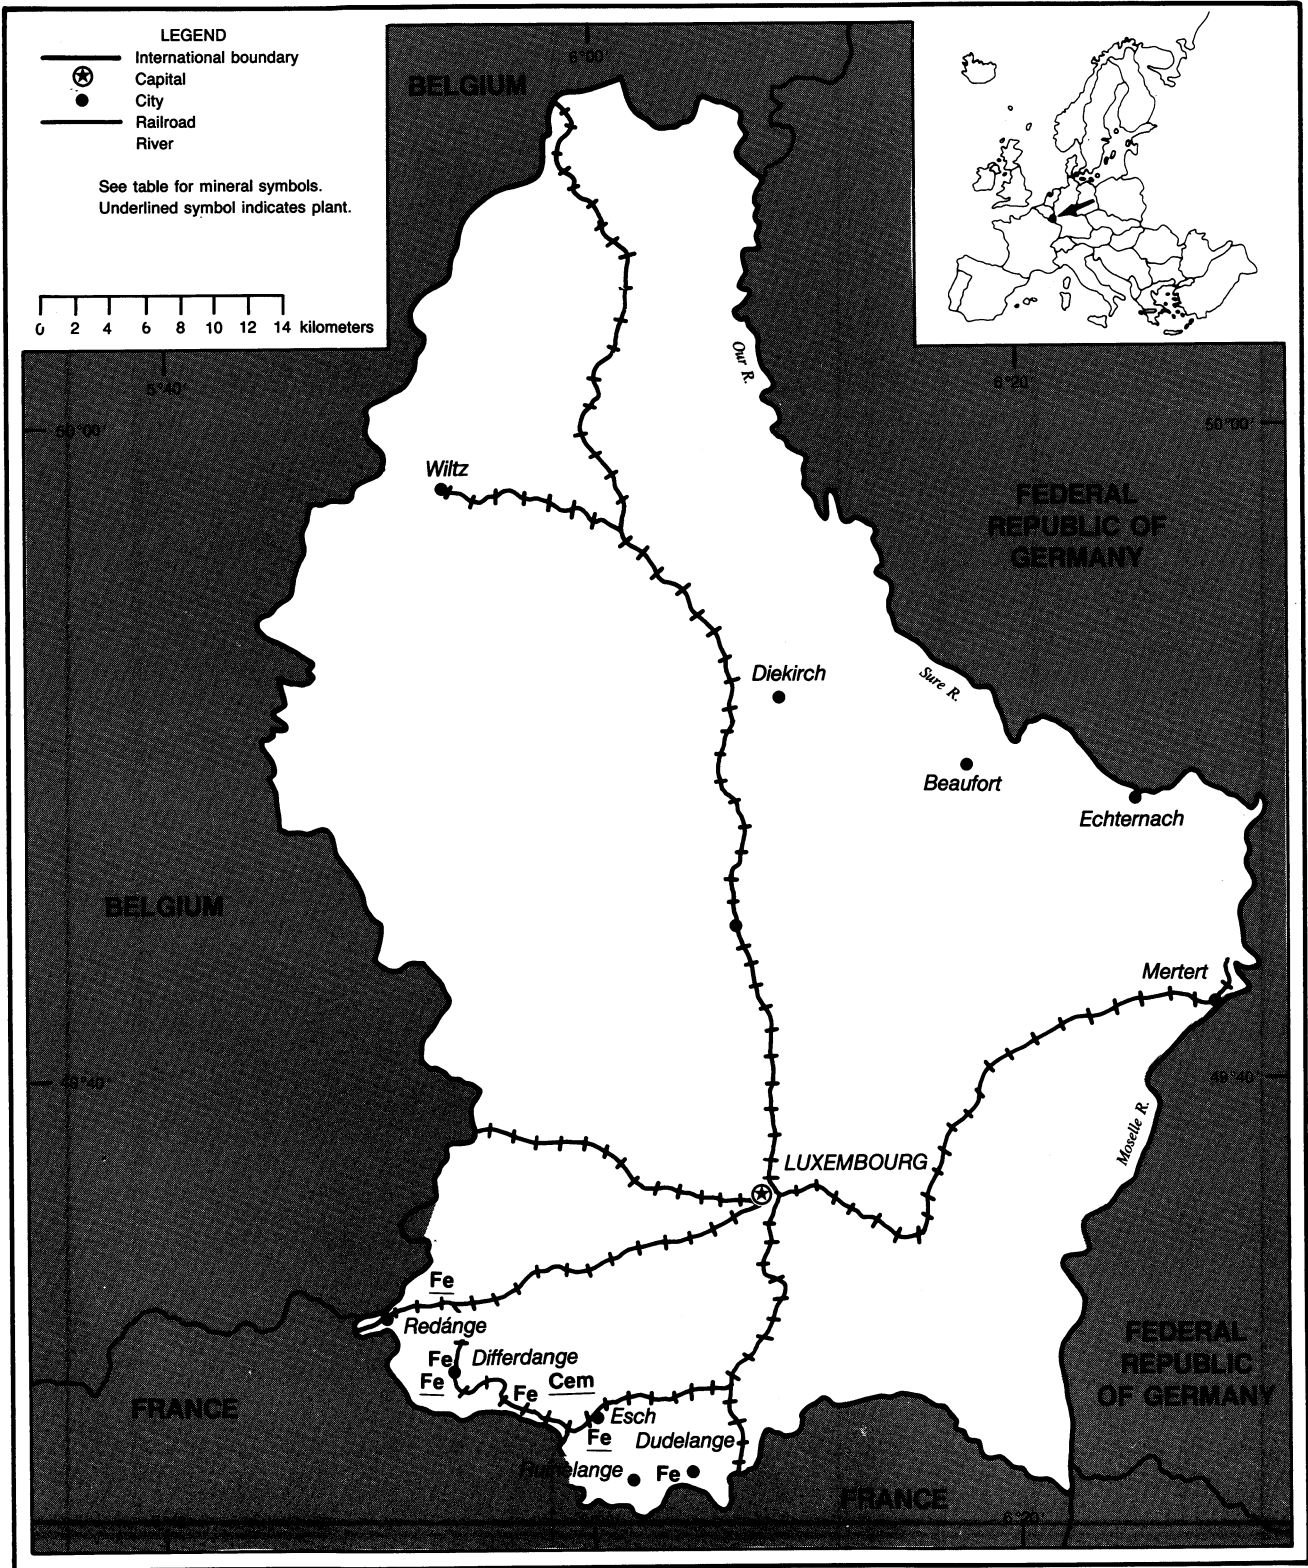 LEGEND
International boundary
Capital
City
Railroad
River
See table for mineral symbols.
Underlined symbol indicates plant.
0 2 4 6 8 10 12 14 kilometers
BELGIUM
6°00'
5°40'
6°20'
50°00'
50°00'
Our R.
Wiltz
FEDERAL
REPUBLIC OF
GERMANY
Diekirch
Sure R.
Beaufort
Echternach
BELGIUM
Mertert
49°40'
49°40'
Moselle R.
LUXEMBOURG
Fe
Redánge
Fe
Differdange
Fe
Fe
Cem
Esch
Fe
Dudelange
Rumelange
Fe
FRANCE
FEDERAL
REPUBLIC
OF GERMANY
FRANCE
6°20'